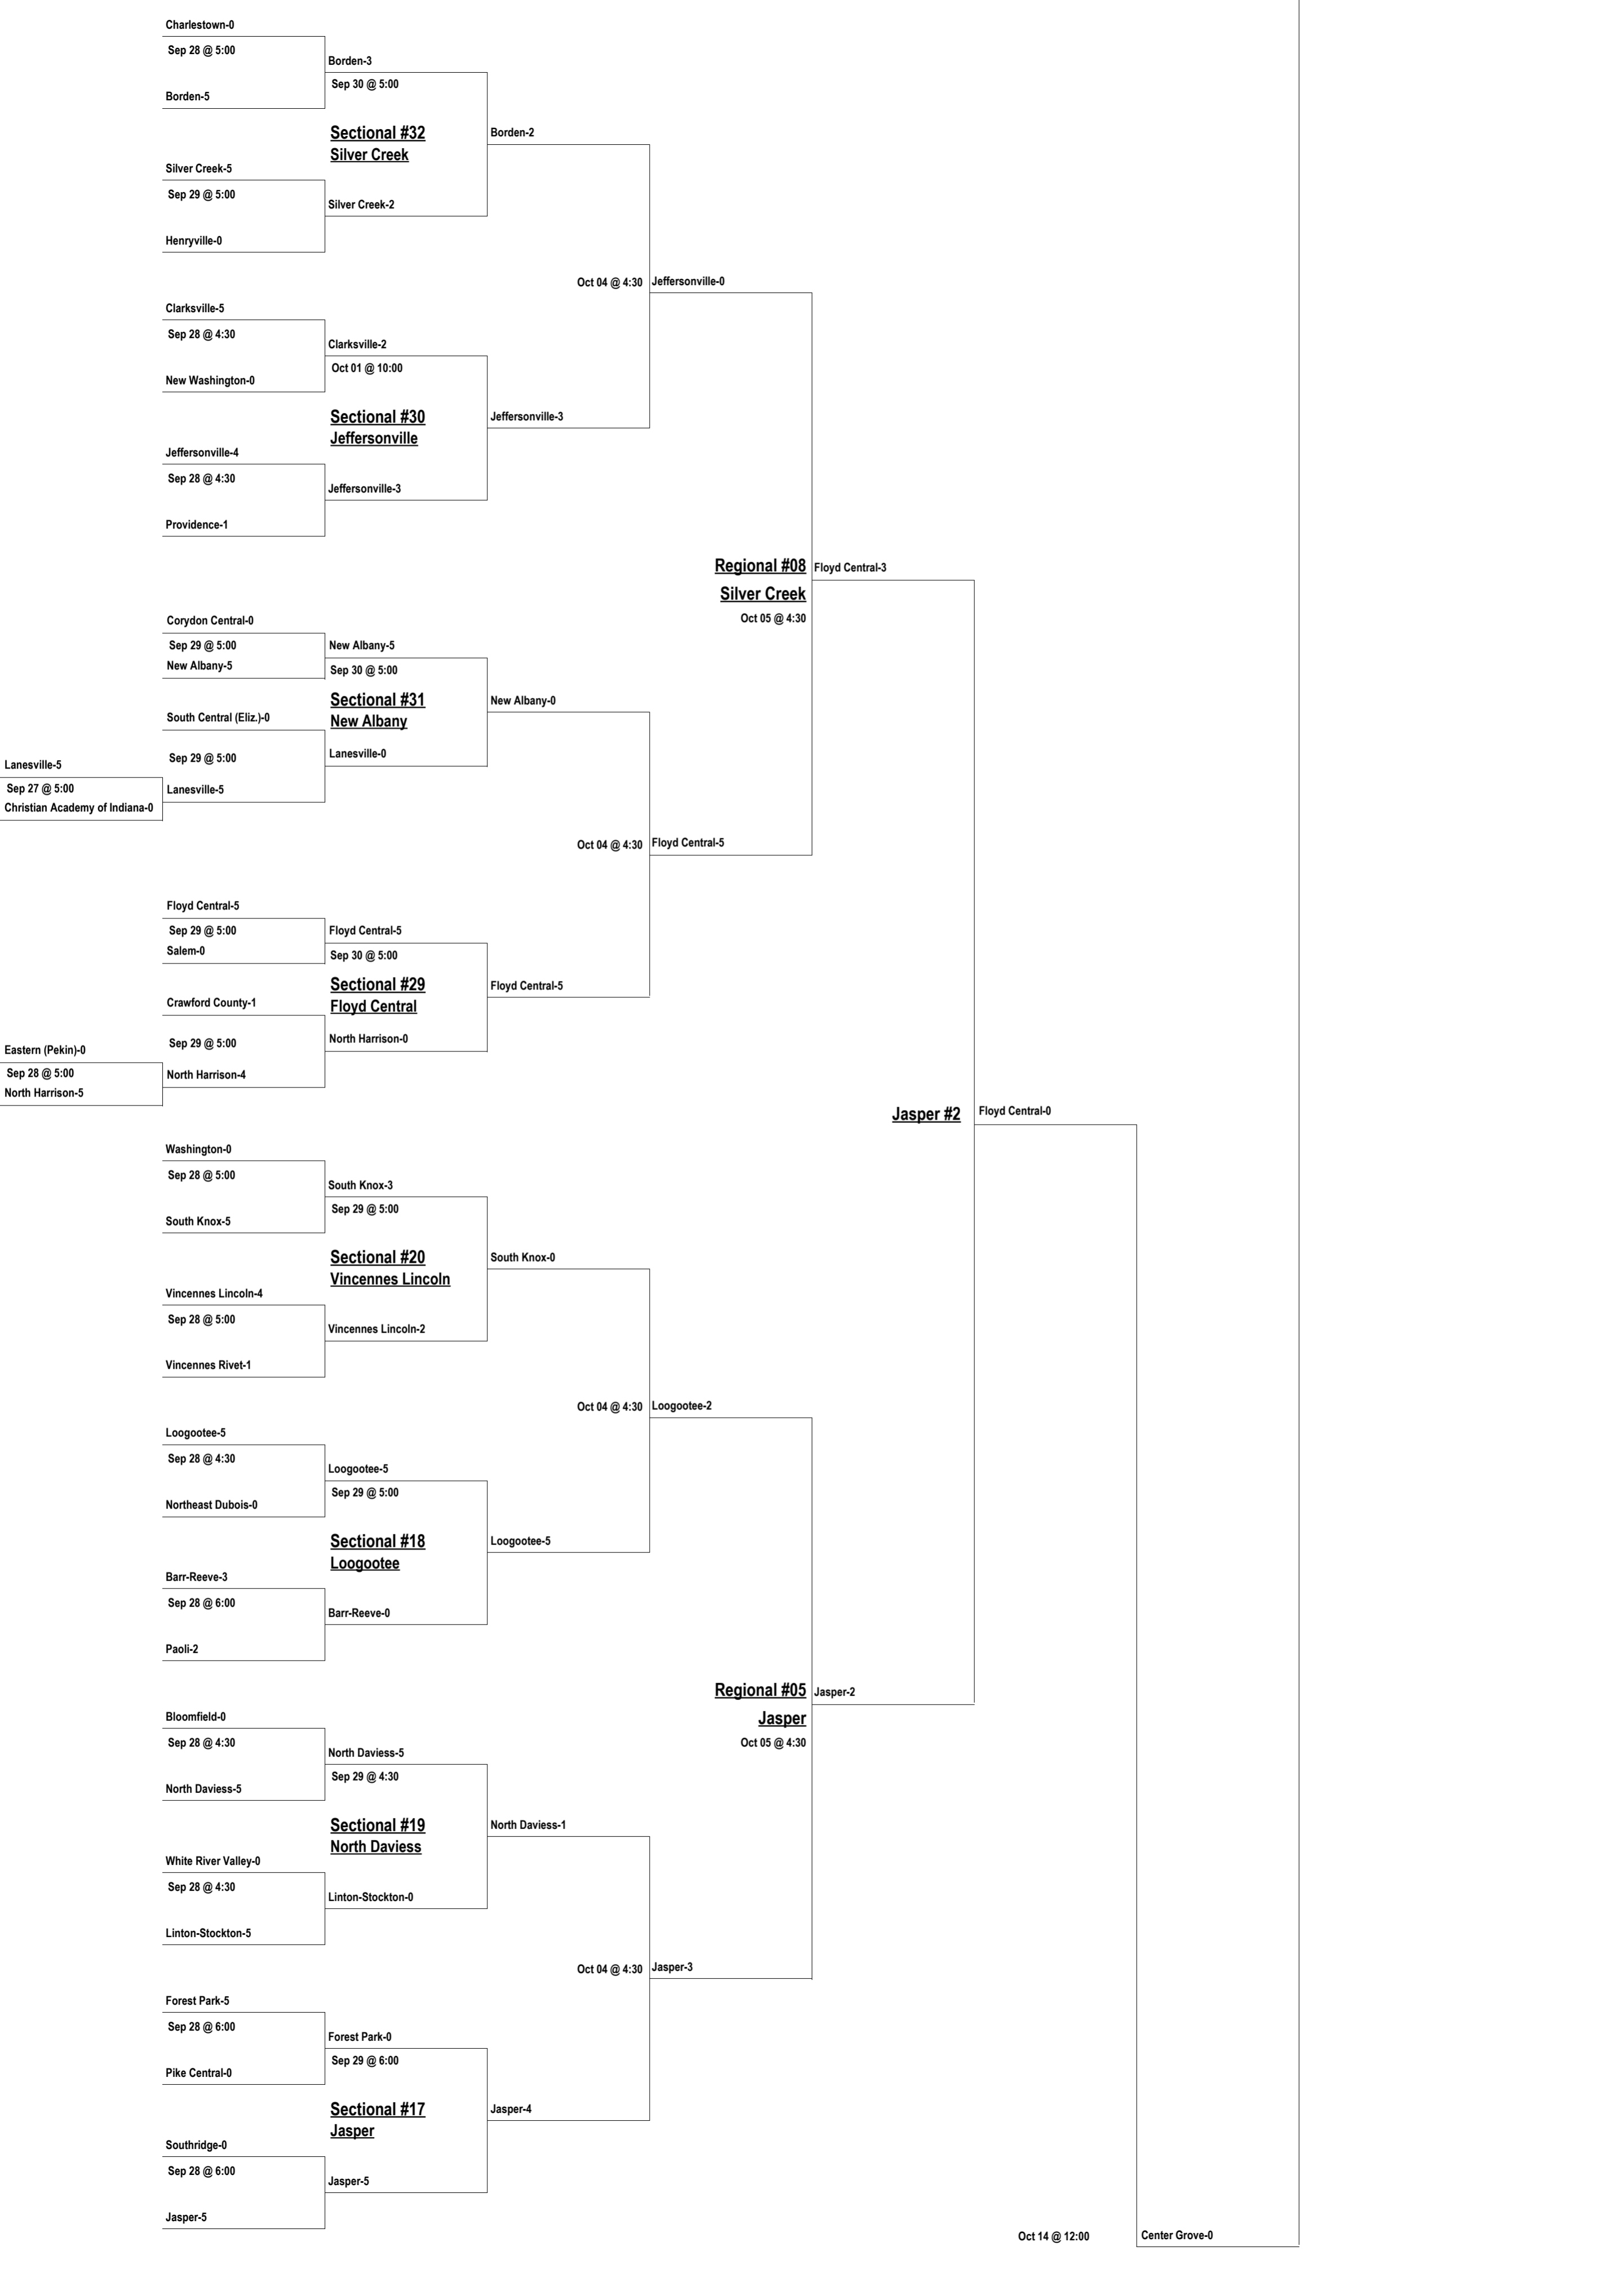 Charlestown-0
Sep 28 @ 5:00
Borden-3
Sep 30 @ 5:00
Borden-5
Sectional #32
Silver Creek
Borden-2
Silver Creek-5
Sep 29 @ 5:00
Silver Creek-2
Henryville-0
Oct 04 @ 4:30
Jeffersonville-0
Clarksville-5
Sep 28 @ 4:30
Clarksville-2
Oct 01 @ 10:00
New Washington-0
Sectional #30
Jeffersonville
Jeffersonville-3
Jeffersonville-4
Sep 28 @ 4:30
Jeffersonville-3
Providence-1
Regional #08
Silver Creek
Oct 05 @ 4:30
Floyd Central-3
Corydon Central-0
Sep 29 @ 5:00
New Albany-5
New Albany-5
Sep 30 @ 5:00
Sectional #31
New Albany
New Albany-0
South Central (Eliz.)-0
Sep 29 @ 5:00
Lanesville-0
Lanesville-5
Sep 27 @ 5:00
Lanesville-5
Christian Academy of Indiana-0
Oct 04 @ 4:30
Floyd Central-5
Floyd Central-5
Sep 29 @ 5:00
Floyd Central-5
Salem-0
Sep 30 @ 5:00
Sectional #29
Floyd Central
Floyd Central-5
Crawford County-1
Sep 29 @ 5:00
North Harrison-0
Eastern (Pekin)-0
Sep 28 @ 5:00
North Harrison-4
North Harrison-5
Jasper #2
Floyd Central-0
Washington-0
Sep 28 @ 5:00
South Knox-3
Sep 29 @ 5:00
South Knox-5
Sectional #20
Vincennes Lincoln
South Knox-0
Vincennes Lincoln-4
Sep 28 @ 5:00
Vincennes Lincoln-2
Vincennes Rivet-1
Oct 04 @ 4:30
Loogootee-2
Loogootee-5
Sep 28 @ 4:30
Loogootee-5
Sep 29 @ 5:00
Northeast Dubois-0
Sectional #18
Loogootee
Loogootee-5
Barr-Reeve-3
Sep 28 @ 6:00
Barr-Reeve-0
Paoli-2
Regional #05
Jasper
Oct 05 @ 4:30
Jasper-2
Bloomfield-0
Sep 28 @ 4:30
North Daviess-5
Sep 29 @ 4:30
North Daviess-5
Sectional #19
North Daviess
North Daviess-1
White River Valley-0
Sep 28 @ 4:30
Linton-Stockton-0
Linton-Stockton-5
Oct 04 @ 4:30
Jasper-3
Forest Park-5
Sep 28 @ 6:00
Forest Park-0
Sep 29 @ 6:00
Pike Central-0
Sectional #17
Jasper
Jasper-4
Southridge-0
Sep 28 @ 6:00
Jasper-5
Jasper-5
Oct 14 @ 12:00
Center Grove-0